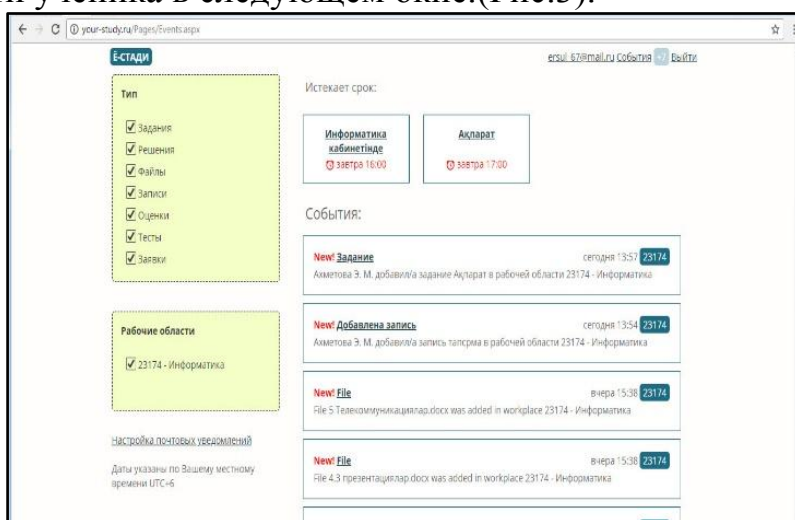 ученика в следующем окне.(Рис.3).
your-study.ru/Pages/Events.aspx
Ё-СТАДИ
ersul_67@mail.ru События +7 Выйти
Тип
Задания
Решения
Файлы
Записи
Оценки
Тесты
Заявки
Рабочие области
23174 - Информатика
Настройка почтовых уведомлений
Даты указаны по Вашему местному
времени UTC+6
Истекает срок:
Информатика
кабинетінде
завтра 16:00
Ақпарат
завтра 17:00
События:
New! Задание сегодня 13:57 23174
Ахметова Э. М. добавил/а задание Ақпарат в рабочей области 23174 - Информатика
New! Добавлена запись сегодня 13:54 23174
Ахметова Э. М. добавил/а запись тапсрма в рабочей области 23174 - Информатика
New! File вчера 15:38 23174
File 5 Телекоммуникациялар.docx was added in workplace 23174 - Информатика
New! File вчера 15:38 23174
File 4.3 презентациялар.docx was added in workplace 23174 - Информатика